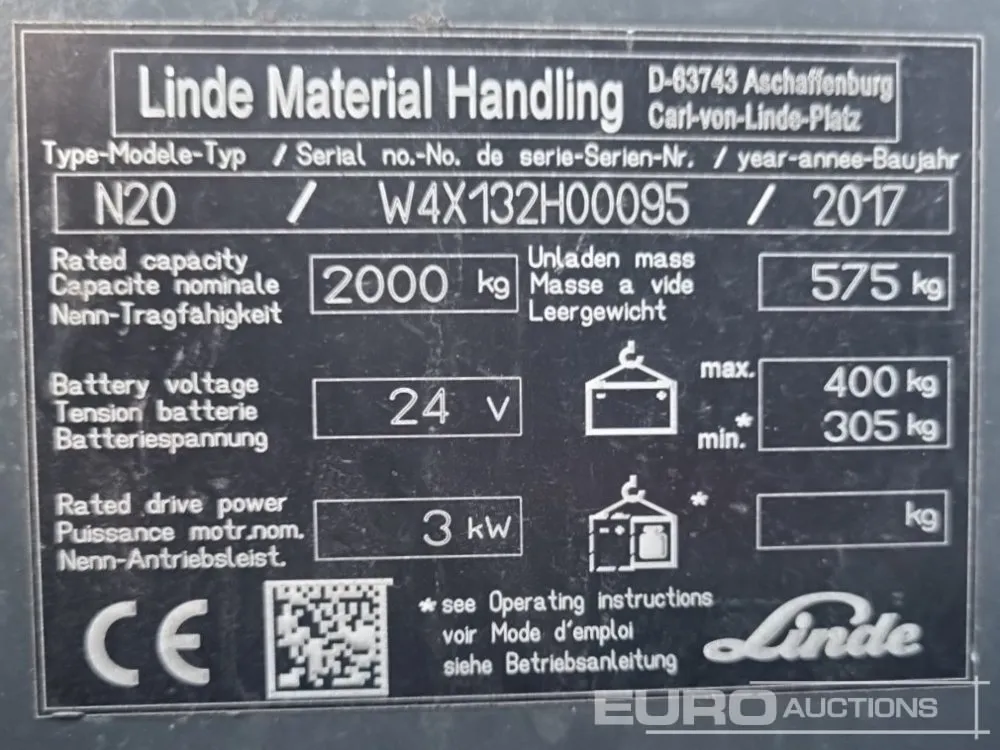 Linde Material Handling
D-63743 Aschaffenburg
Carl-von-Linde-Platz
Type-Modele-Typ / Serial no.-No. de serie-Serien-Nr. / year-annee-Baujahr
N20 / W4X132H00095 / 2017
Rated capacity
Capacite nominale
Nenn-Tragfähigkeit
2000 kg
Unladen mass
Masse a vide
Leergewicht
575 kg
Battery voltage
Tension batterie
Batteriespannung
24 V
max. 400 kg
min.* 305 kg
Rated drive power
Puissance motr.nom.
Nenn-Antriebsleist.
3 kW
* kg
CE
*see Operating instructions
voir Mode d'emploi
siehe Betriebsanleitung
Linde
EURO AUCTIONS